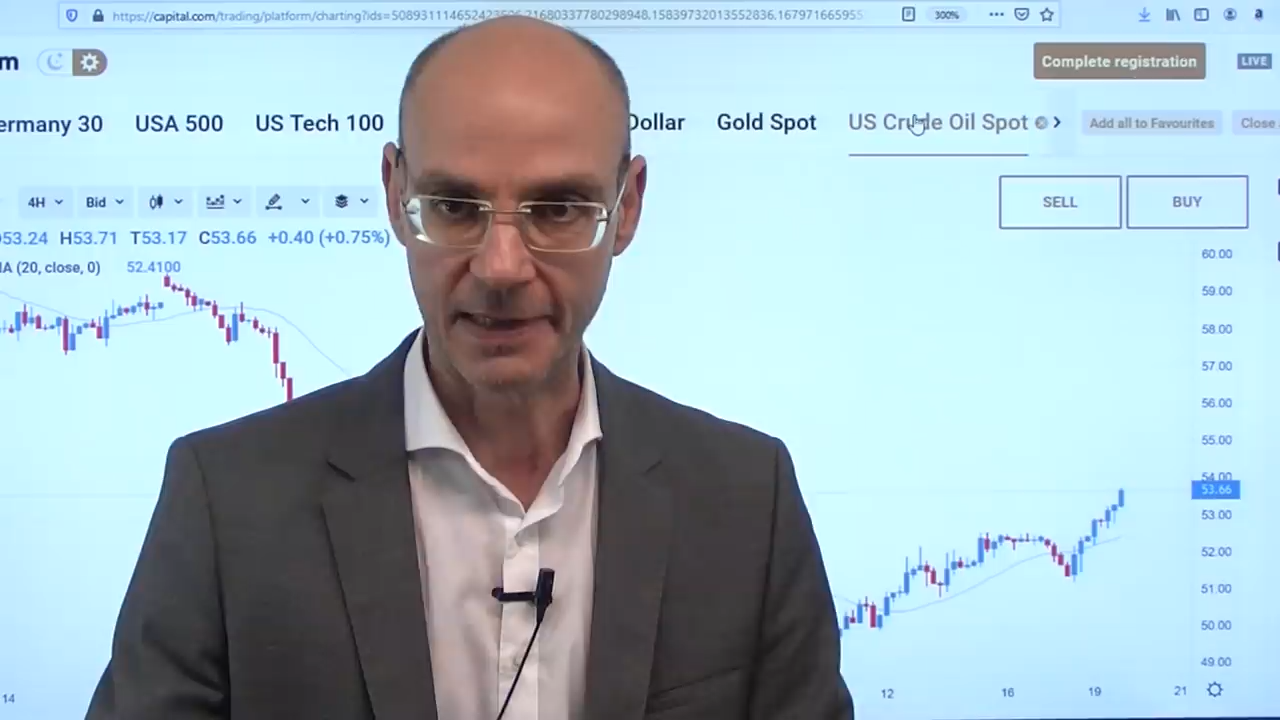 https://capital.com/trading/platform/charting?ids=
300%
m
Complete registration
LIVE
ermany 30
USA 500
US Tech 100
Dollar
Gold Spot
US Crude Oil Spot
Add all to Favourites
Close
4H
Bid
SELL
BUY
53.24 H53.71 T53.17 C53.66 +0.40 (+0.75%)
IA (20, close, 0) 52.4100
60.00
59.00
58.00
57.00
56.00
55.00
54.00
53.66
53.00
52.00
51.00
50.00
49.00
14
12
16
19
21